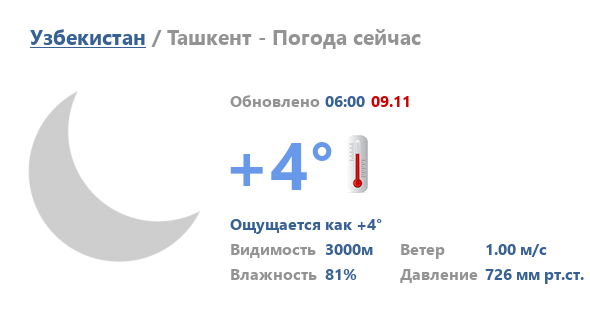 Узбекистан / Ташкент - Погода сейчас
Обновлено 06:00 09.11
+4°
Ощущается как +4°
Видимость 3000м Ветер 1.00 м/с
Влажность 81% Давление 726 мм рт.ст.